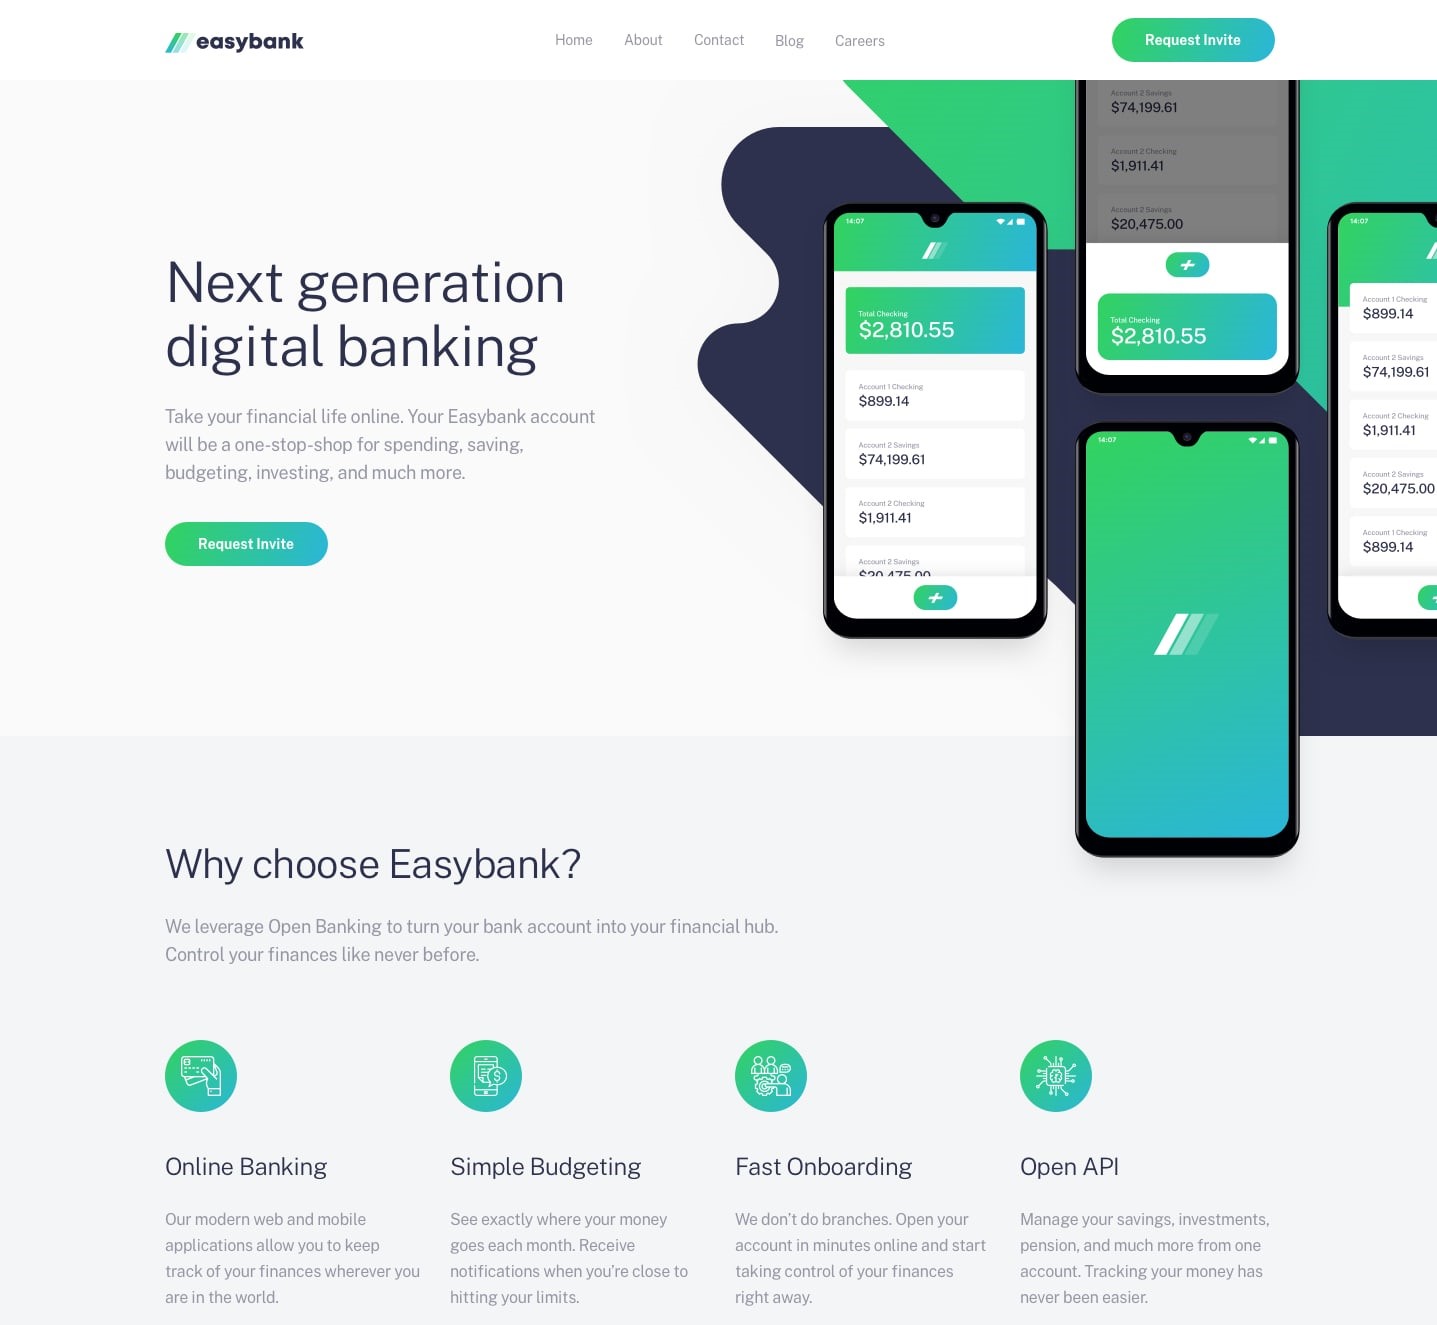 easybank
Home
About
Contact
Blog
Careers
Request Invite
Next generation
digital banking
Take your financial life online. Your Easybank account
will be a one-stop-shop for spending, saving,
budgeting, investing, and much more.
Request Invite
14:07
Total Checking
$2,810.55
Account 1 Checking
$899.14
Account 2 Savings
$74,199.61
Account 2 Checking
$1,911.41
Account 2 Savings
$20,475.00
Account 2 Savings
$74,199.61
Account 2 Checking
$1,911.41
Account 2 Savings
$20,475.00
Total Checking
$2,810.55
14:07
14:07
Account 1 Checking
$899.14
Account 2 Savings
$74,199.61
Account 2 Checking
$1,911.41
Account 2 Savings
$20,475.00
Account 1 Checking
$899.14
Why choose Easybank?
We leverage Open Banking to turn your bank account into your financial hub.
Control your finances like never before.
Online Banking
Our modern web and mobile
applications allow you to keep
track of your finances wherever you
are in the world.
Simple Budgeting
See exactly where your money
goes each month. Receive
notifications when you’re close to
hitting your limits.
Fast Onboarding
We don’t do branches. Open your
account in minutes online and start
taking control of your finances
right away.
Open API
Manage your savings, investments,
pension, and much more from one
account. Tracking your money has
never been easier.